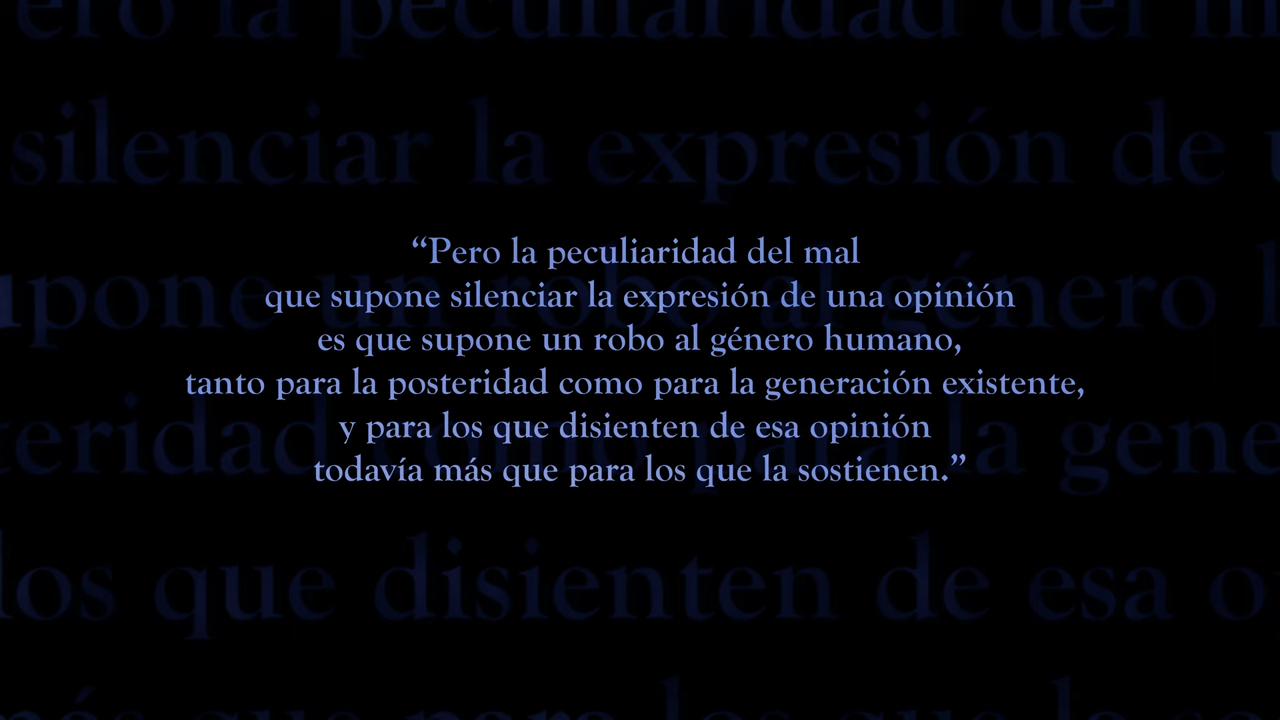 “Pero la peculiaridad del mal
que supone silenciar la expresión de una opinión
es que supone un robo al género humano,
tanto para la posteridad como para la generación existente,
y para los que disienten de esa opinión
todavía más que para los que la sostienen.”